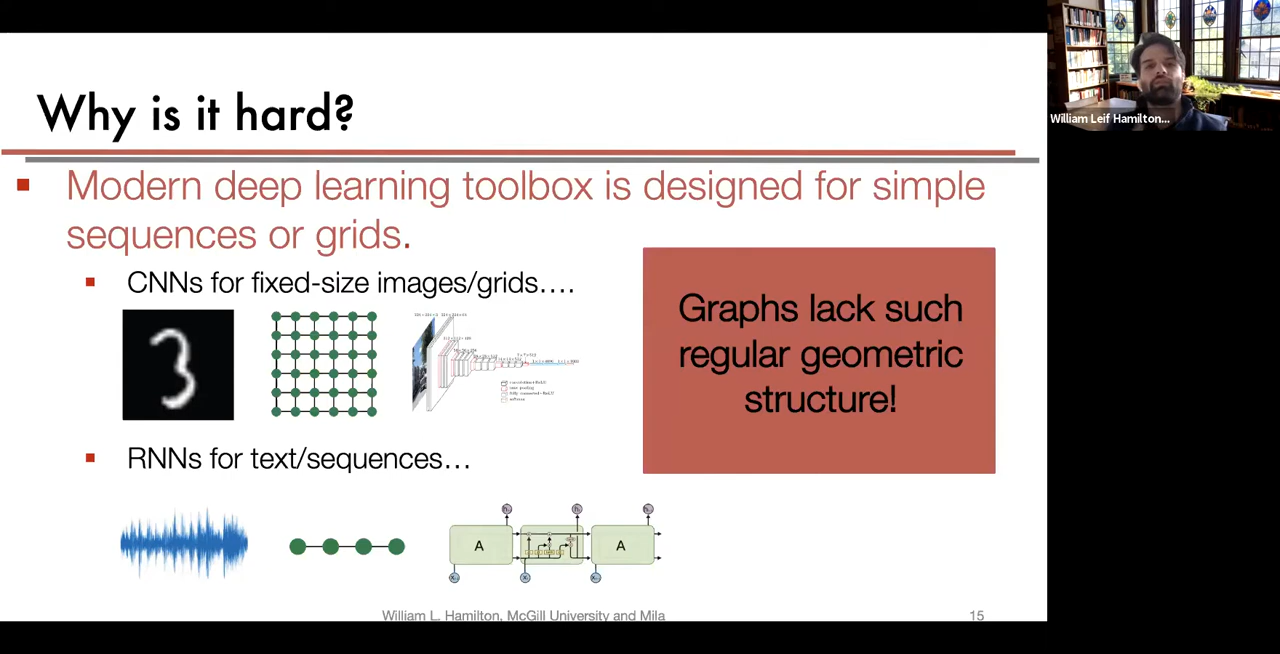 Why is it hard?
William Leif Hamilton...
Modern deep learning toolbox is designed for simple
sequences or grids.
CNNs for fixed-size images/grids....
Graphs lack such
regular geometric
structure!
RNNs for text/sequences...
A
A
William L. Hamilton, McGill University and Mila
15